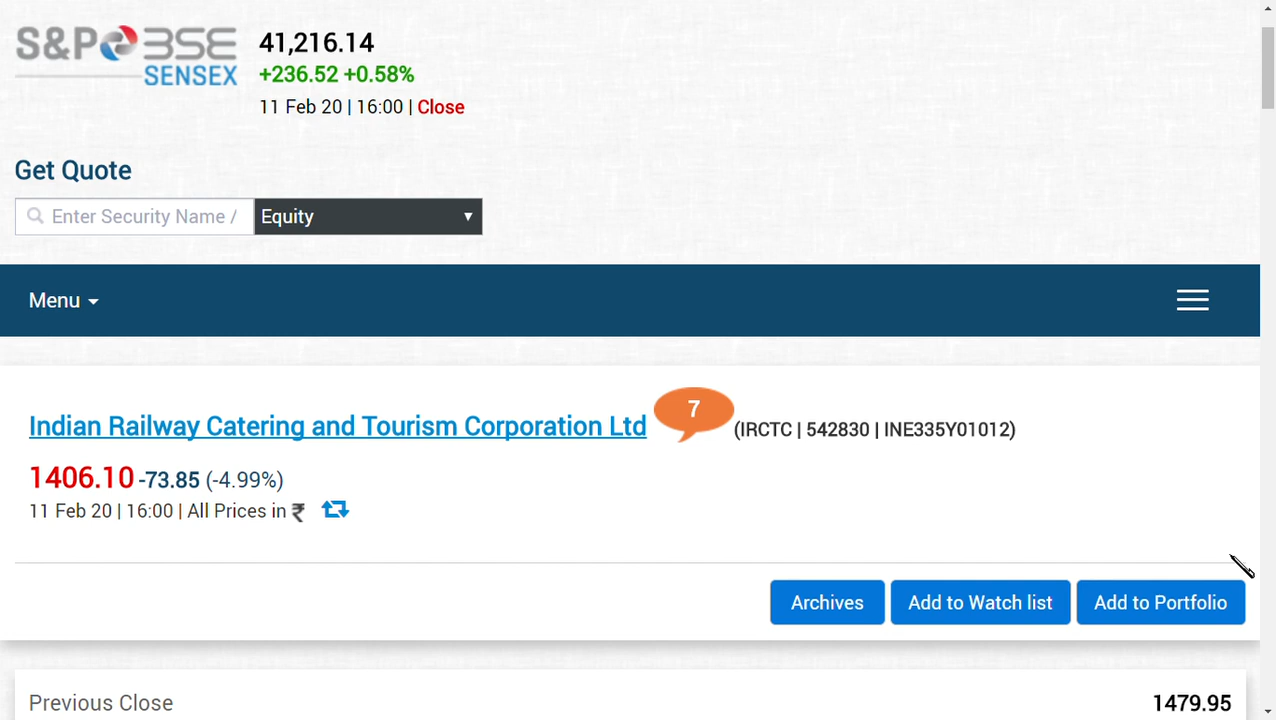 S&P BSE
SENSEX
41,216.14
+236.52 +0.58%
11 Feb 20 | 16:00 | Close
Get Quote
Enter Security Name /
Equity
Menu
Indian Railway Catering and Tourism Corporation Ltd
7
(IRCTC | 542830 | INE335Y01012)
1406.10 -73.85 (-4.99%)
11 Feb 20 | 16:00 | All Prices in ₹
Archives
Add to Watch list
Add to Portfolio
Previous Close 1479.95